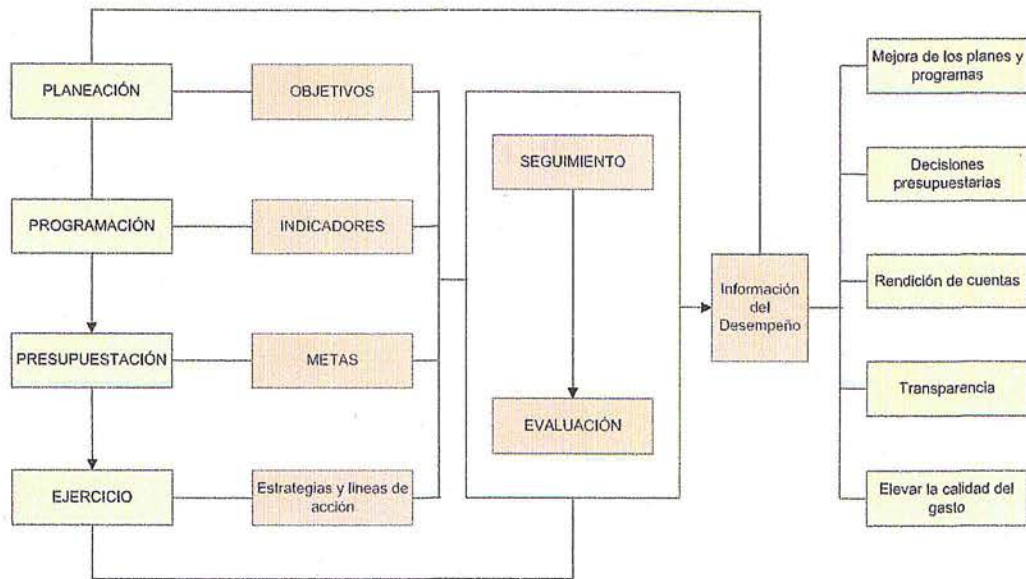 PLANEACIÓN
OBJETIVOS
PROGRAMACIÓN
INDICADORES
PRESUPUESTACIÓN
METAS
EJERCICIO
Estrategias y líneas de
acción
SEGUIMIENTO
EVALUACIÓN
Información
del
Desempeño
Mejora de los planes y
programas
Decisiones
presupuestarias
Rendición de cuentas
Transparencia
Elevar la calidad del
gasto